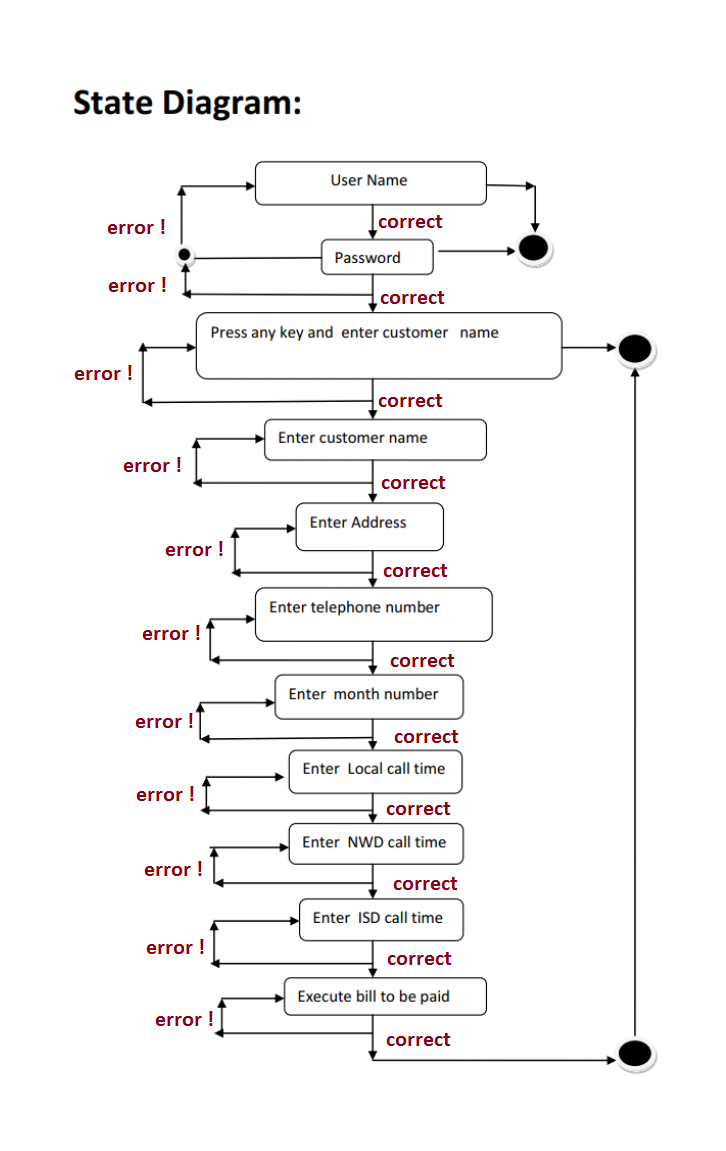 State Diagram:
User Name
error !
correct
Password
error !
correct
Press any key and enter customer name
error !
correct
Enter customer name
error !
correct
Enter Address
error !
correct
Enter telephone number
error !
correct
Enter month number
error !
correct
Enter Local call time
error !
correct
Enter NWD call time
error !
correct
Enter ISD call time
error !
correct
Execute bill to be paid
error !
correct